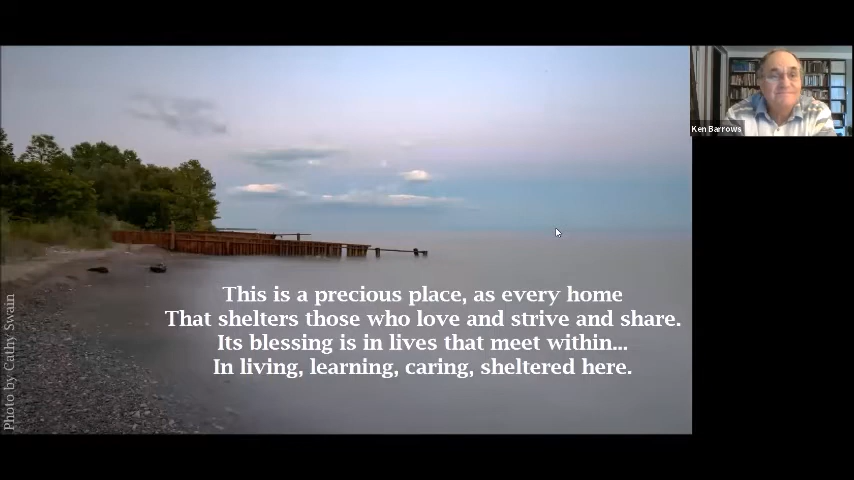 This is a precious place, as every home
That shelters those who love and strive and share.
Its blessing is in lives that meet within...
In living, learning, caring, sheltered here.
Photo by Cathy Swain
Ken Barrows